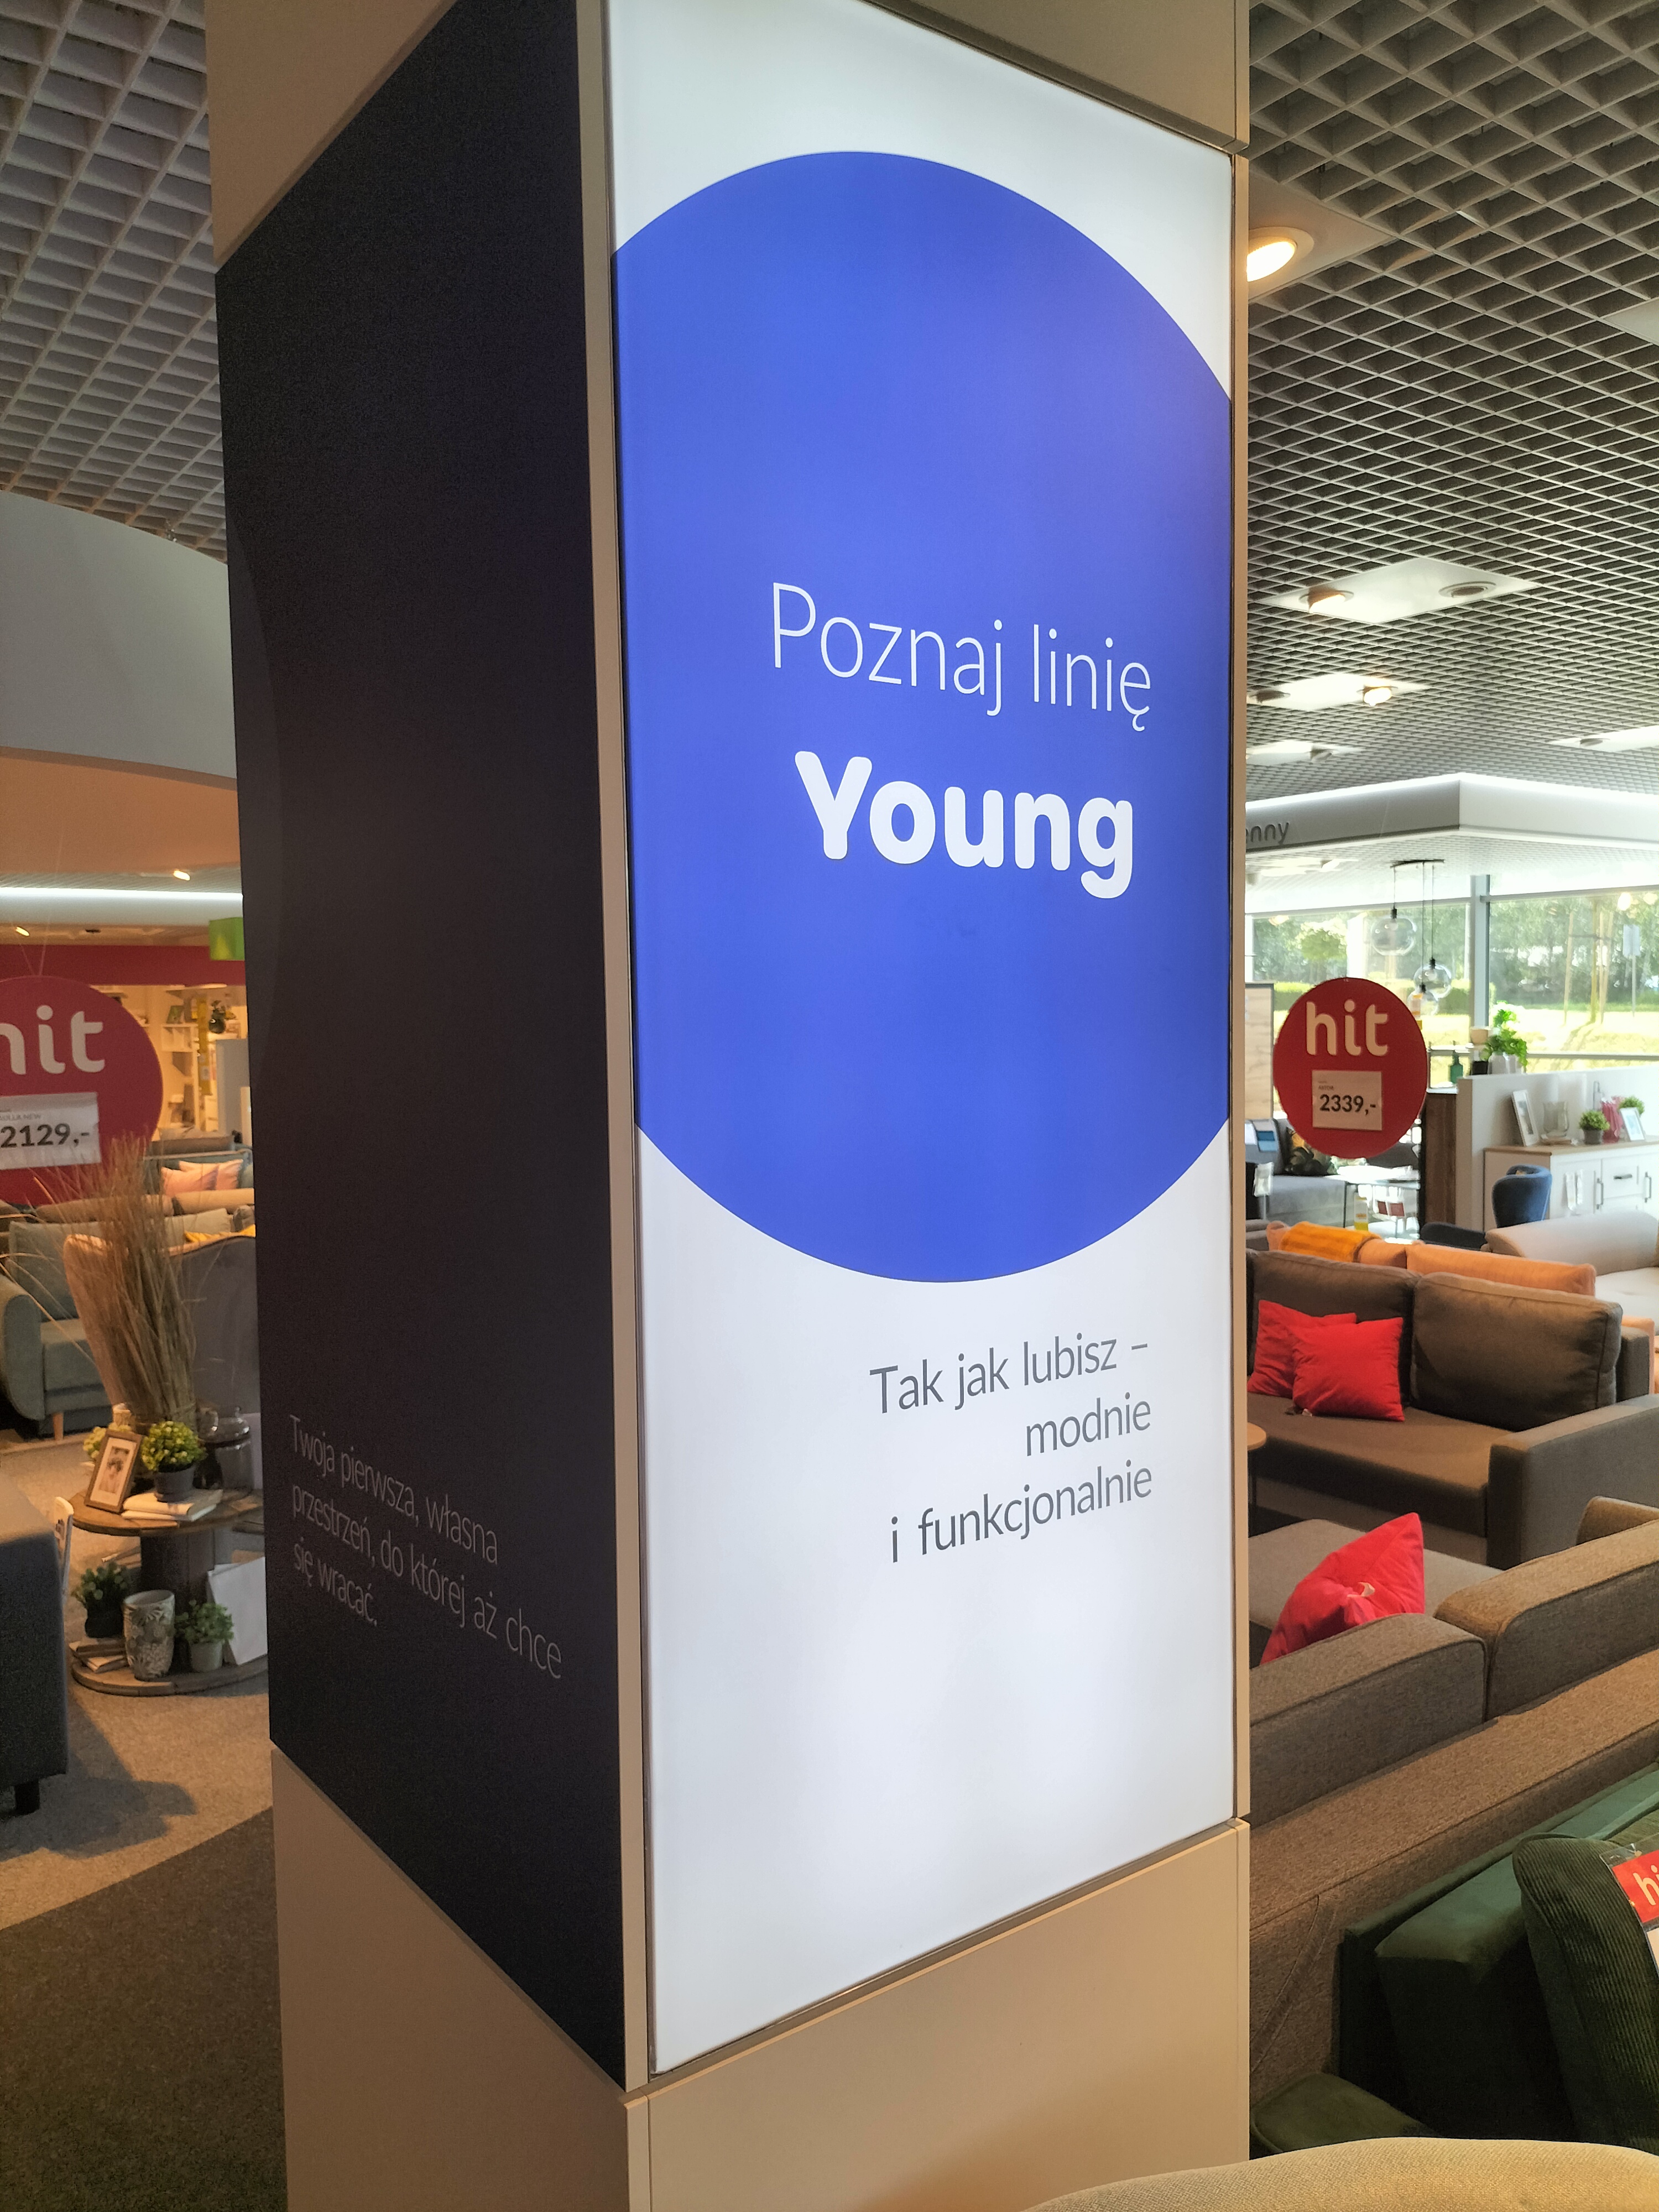 Poznaj linię
Young
Tak jak lubisz –
modnie
i funkcjonalnie
Twoja pierwsza, własna
przestrzeń, do której aż chce
się wracać.
hit
2129,-
hit
2339,-